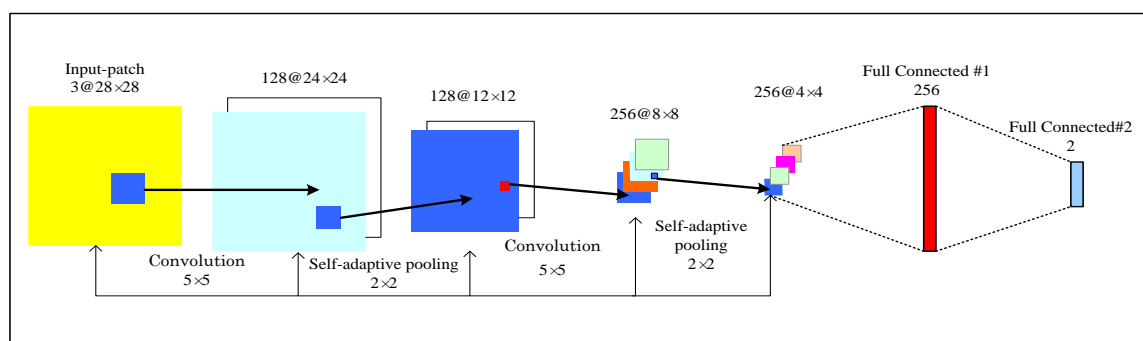 Input-patch
3@28×28
128@24×24
128@12×12
256@8×8
256@4×4
Full Connected #1
256
Full Connected#2
2
Convolution
5×5
Self-adaptive pooling
2×2
Convolution
5×5
Self-adaptive
pooling
2×2